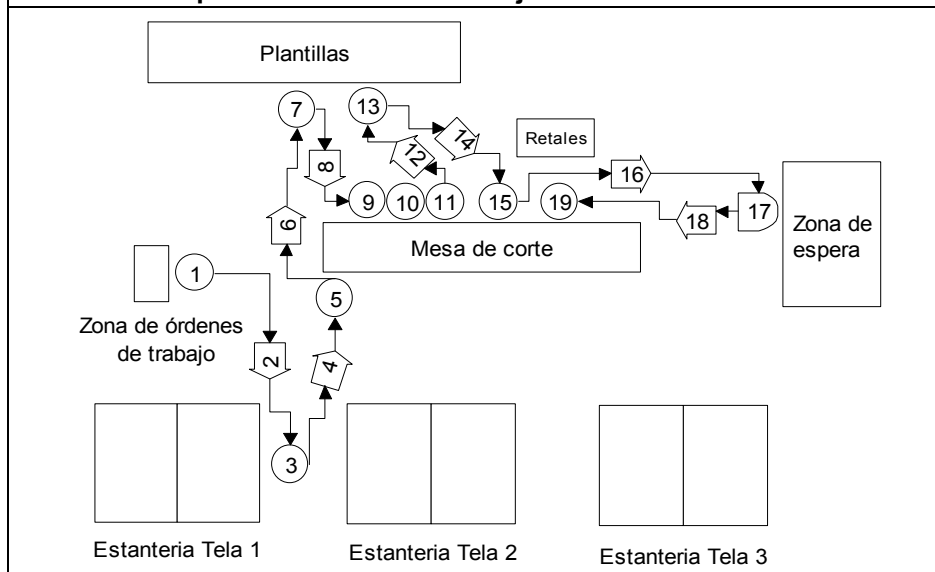 Plantillas
7
13
14
12
8
Retales
16
9
10
11
15
19
18
17
Zona de
espera
6
Mesa de corte
1
5
Zona de órdenes
de trabajo
2
4
3
Estanteria Tela 1
Estanteria Tela 2
Estanteria Tela 3